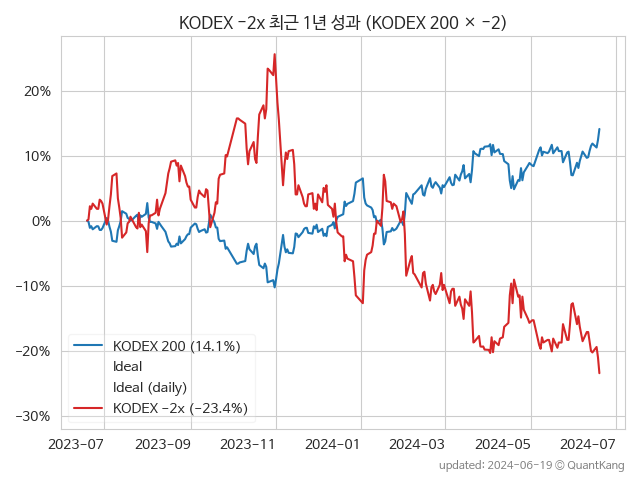 KODEX −2x 최근 1년 성과 (KODEX 200 × −2)
20%
10%
0%
−10%
−20%
−30%
KODEX 200 (14.1%)
Ideal
Ideal (daily)
KODEX −2x (−23.4%)
2023-07
2023-09
2023-11
2024-01
2024-03
2024-05
2024-07
updated: 2024-06-19 © QuantKang